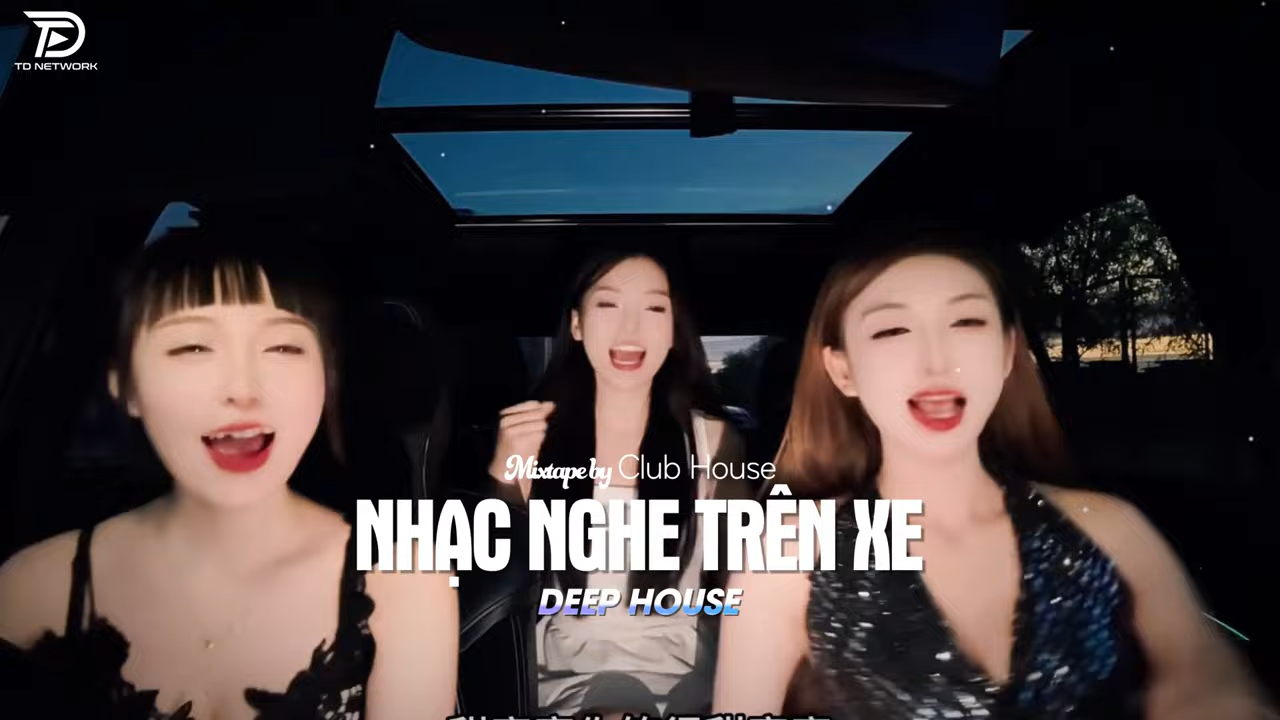 TD NETWORK
Mixtape by Club House
NHẠC NGHE TRÊN XE
DEEP HOUSE